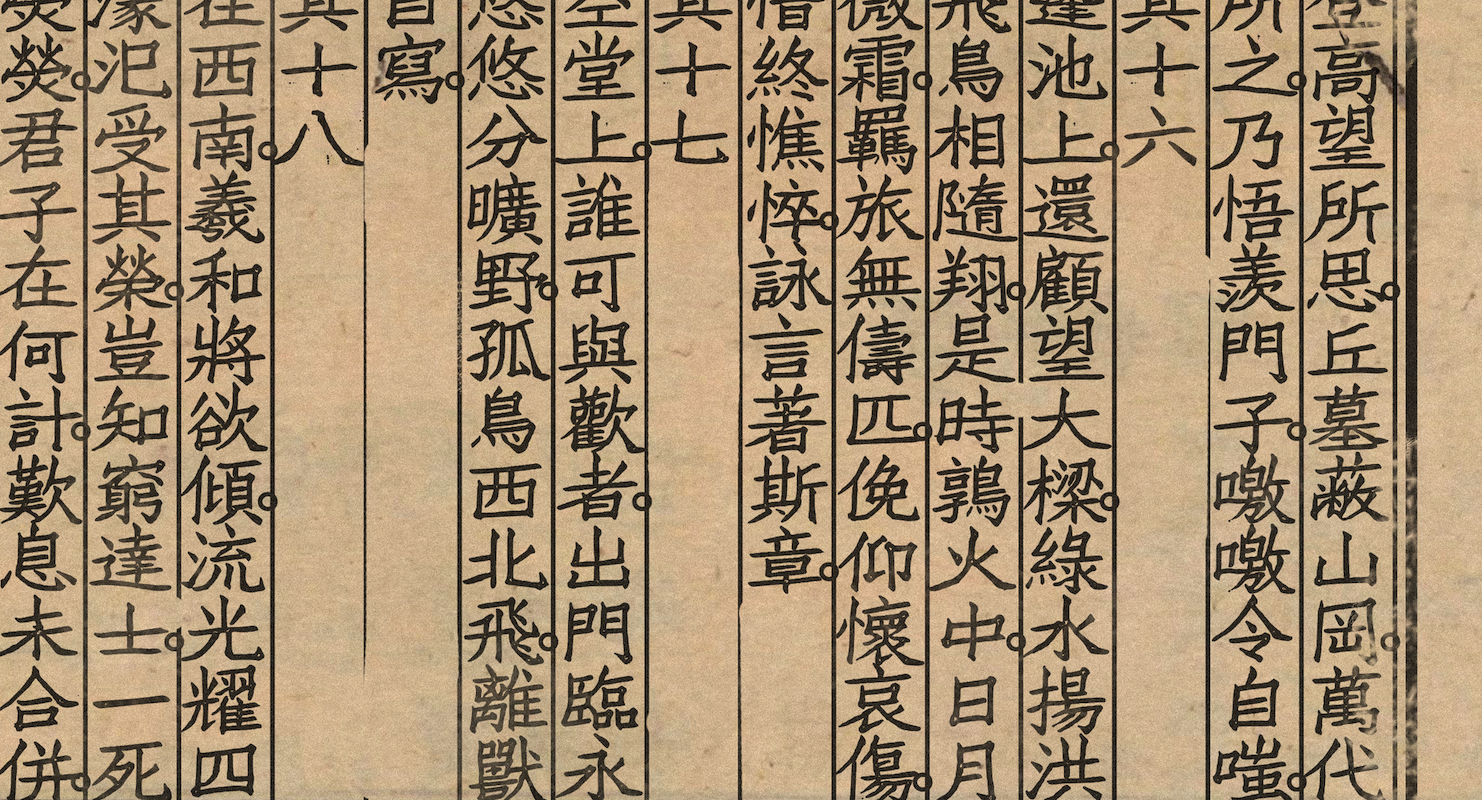 登高望所思。丘墓蔽山岡。萬代
所之。乃悟羨門子。噭噭令自嗤。
其十六
蓬池上。還顧望大樑。綠水揚洪
飛鳥相隨翔。是時鶉火中。日月
微霜。羈旅無儔匹。俛仰懷哀傷。
惜終憔悴。詠言著斯章。
其十七
空堂上。誰可與歡者。出門臨永
悠悠分曠野。孤鳥西北飛。離獸
自寫。
其十八
在西南。羲和將欲傾。流光耀四
濛汜受其榮。豈知窮達士。一死
熒熒。君子在何計。歎息未合併。